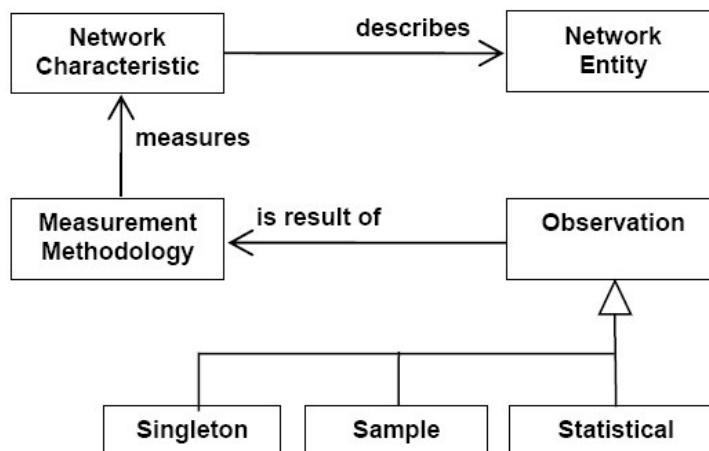 Network
Characteristic
describes
Network
Entity
measures
Measurement
Methodology
is result of
Observation
Singleton
Sample
Statistical